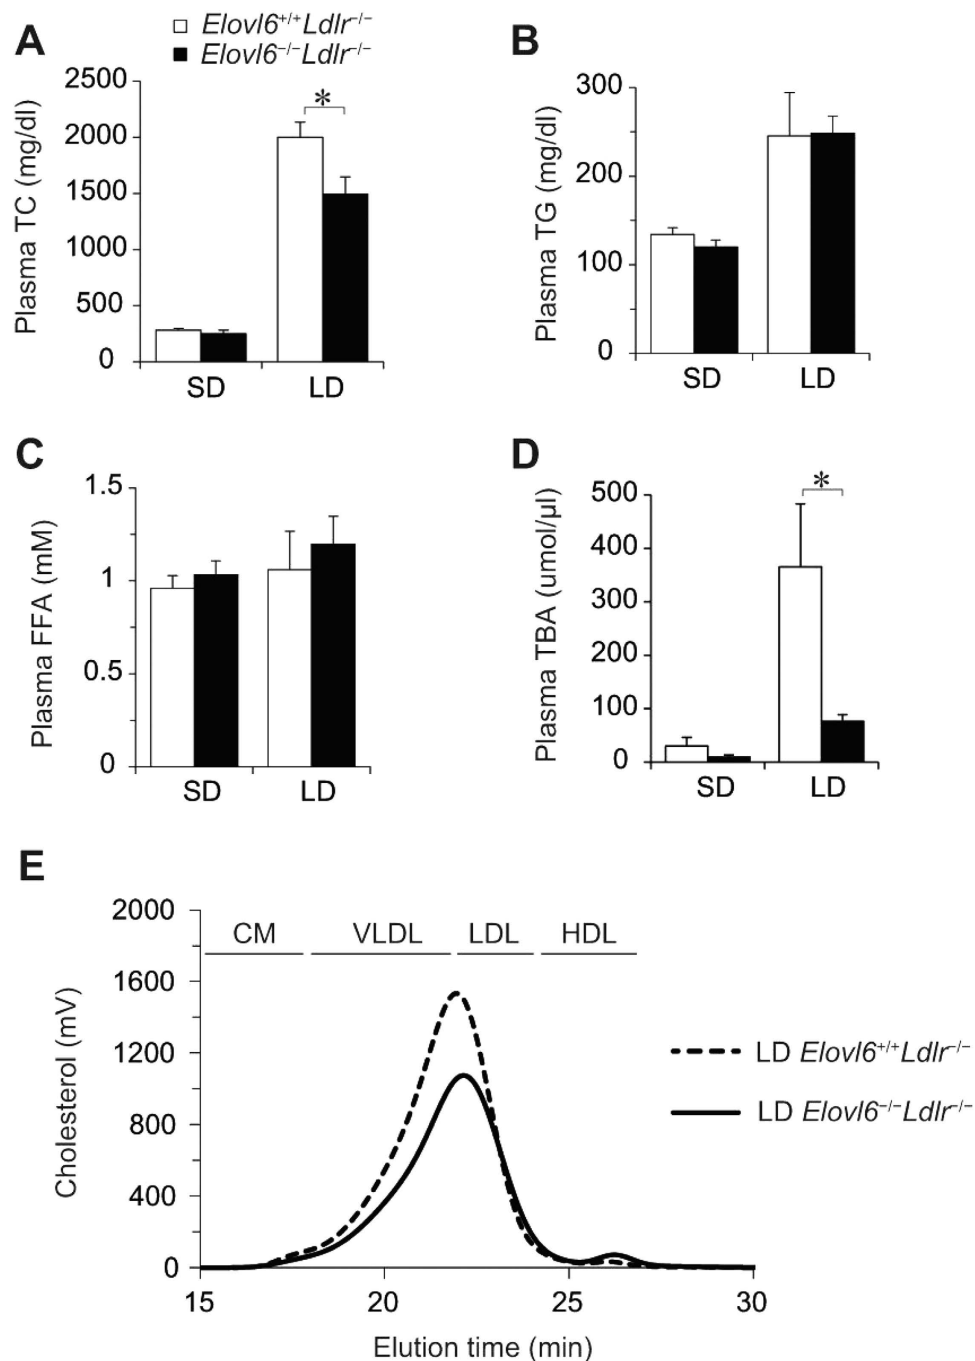 A
Elovl6+/+Ldlr−/−
Elovl6−/−Ldlr−/−
Plasma TC (mg/dl)
2500
2000
1500
1000
500
0
*
SD LD
B
Plasma TG (mg/dl)
300
200
100
0
SD LD
C
Plasma FFA (mM)
1.5
1
0.5
0
SD LD
D
Plasma TBA (umol/µl)
500
400
300
200
100
0
*
SD LD
E
Cholesterol (mV)
2000
1600
1200
800
400
0
CM VLDL LDL HDL
15 20 25 30
Elution time (min)
LD Elovl6+/+Ldlr−/−
LD Elovl6−/−Ldlr−/−